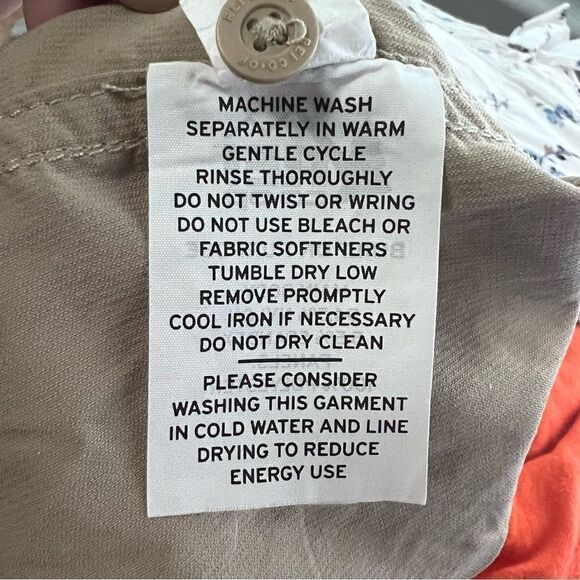 MACHINE WASH
SEPARATELY IN WARM
GENTLE CYCLE
RINSE THOROUGHLY
DO NOT TWIST OR WRING
DO NOT USE BLEACH OR
FABRIC SOFTENERS
TUMBLE DRY LOW
REMOVE PROMPTLY
COOL IRON IF NECESSARY
DO NOT DRY CLEAN
PLEASE CONSIDER
WASHING THIS GARMENT
IN COLD WATER AND LINE
DRYING TO REDUCE
ENERGY USE